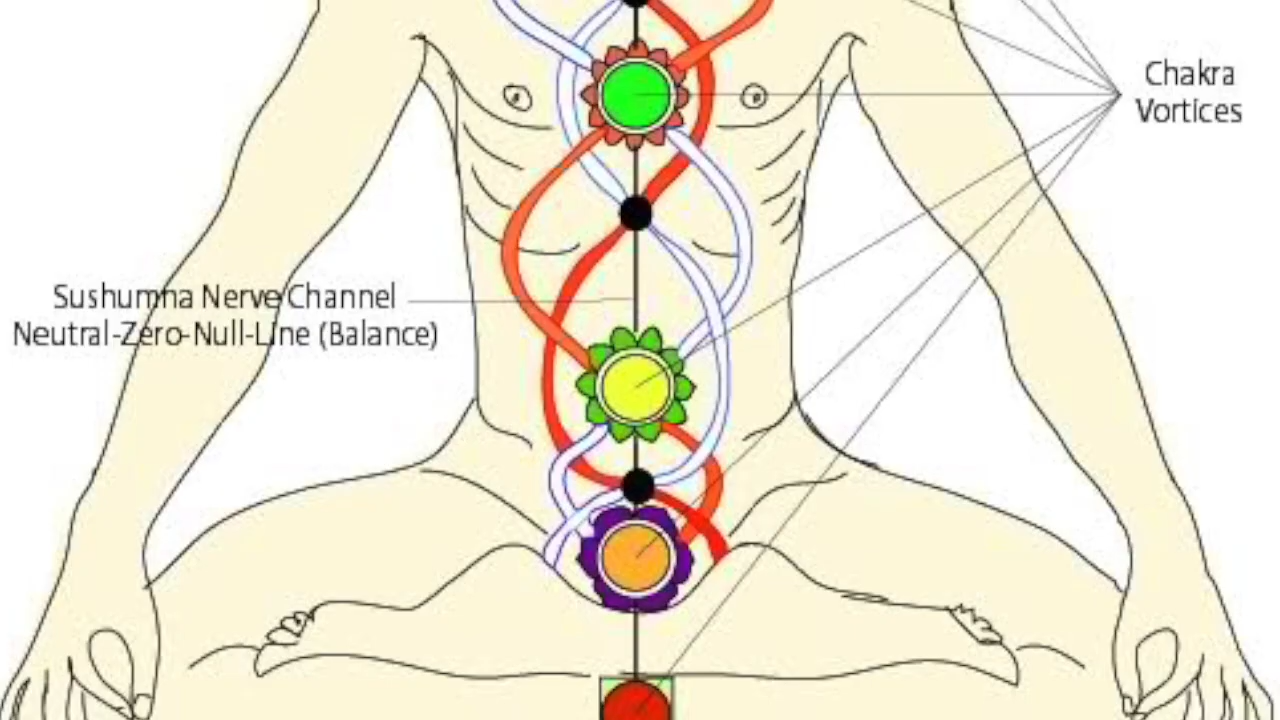 Chakra
Vortices
Sushumna Nerve Channel
Neutral-Zero-Null-Line (Balance)